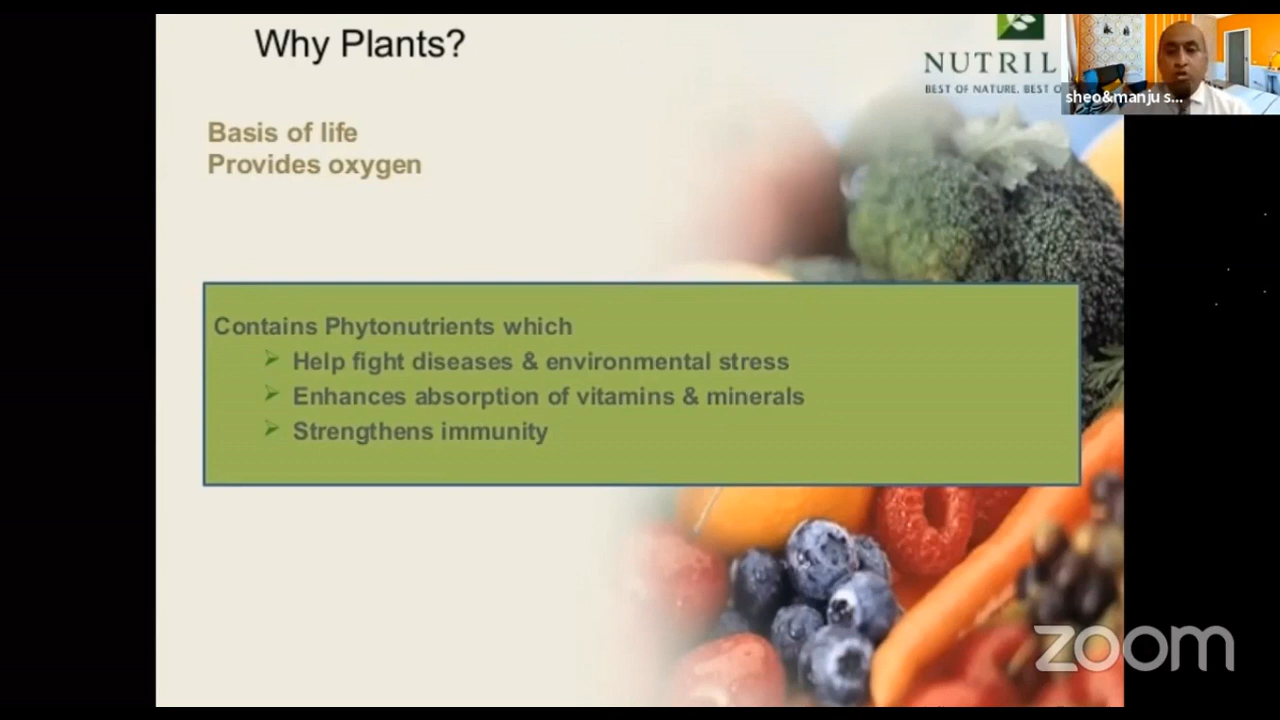 Why Plants?
NUTRIL
BEST OF NATURE. BEST O
sheo&manju s...
Basis of life
Provides oxygen
Contains Phytonutrients which
Help fight diseases & environmental stress
Enhances absorption of vitamins & minerals
Strengthens immunity
zoom